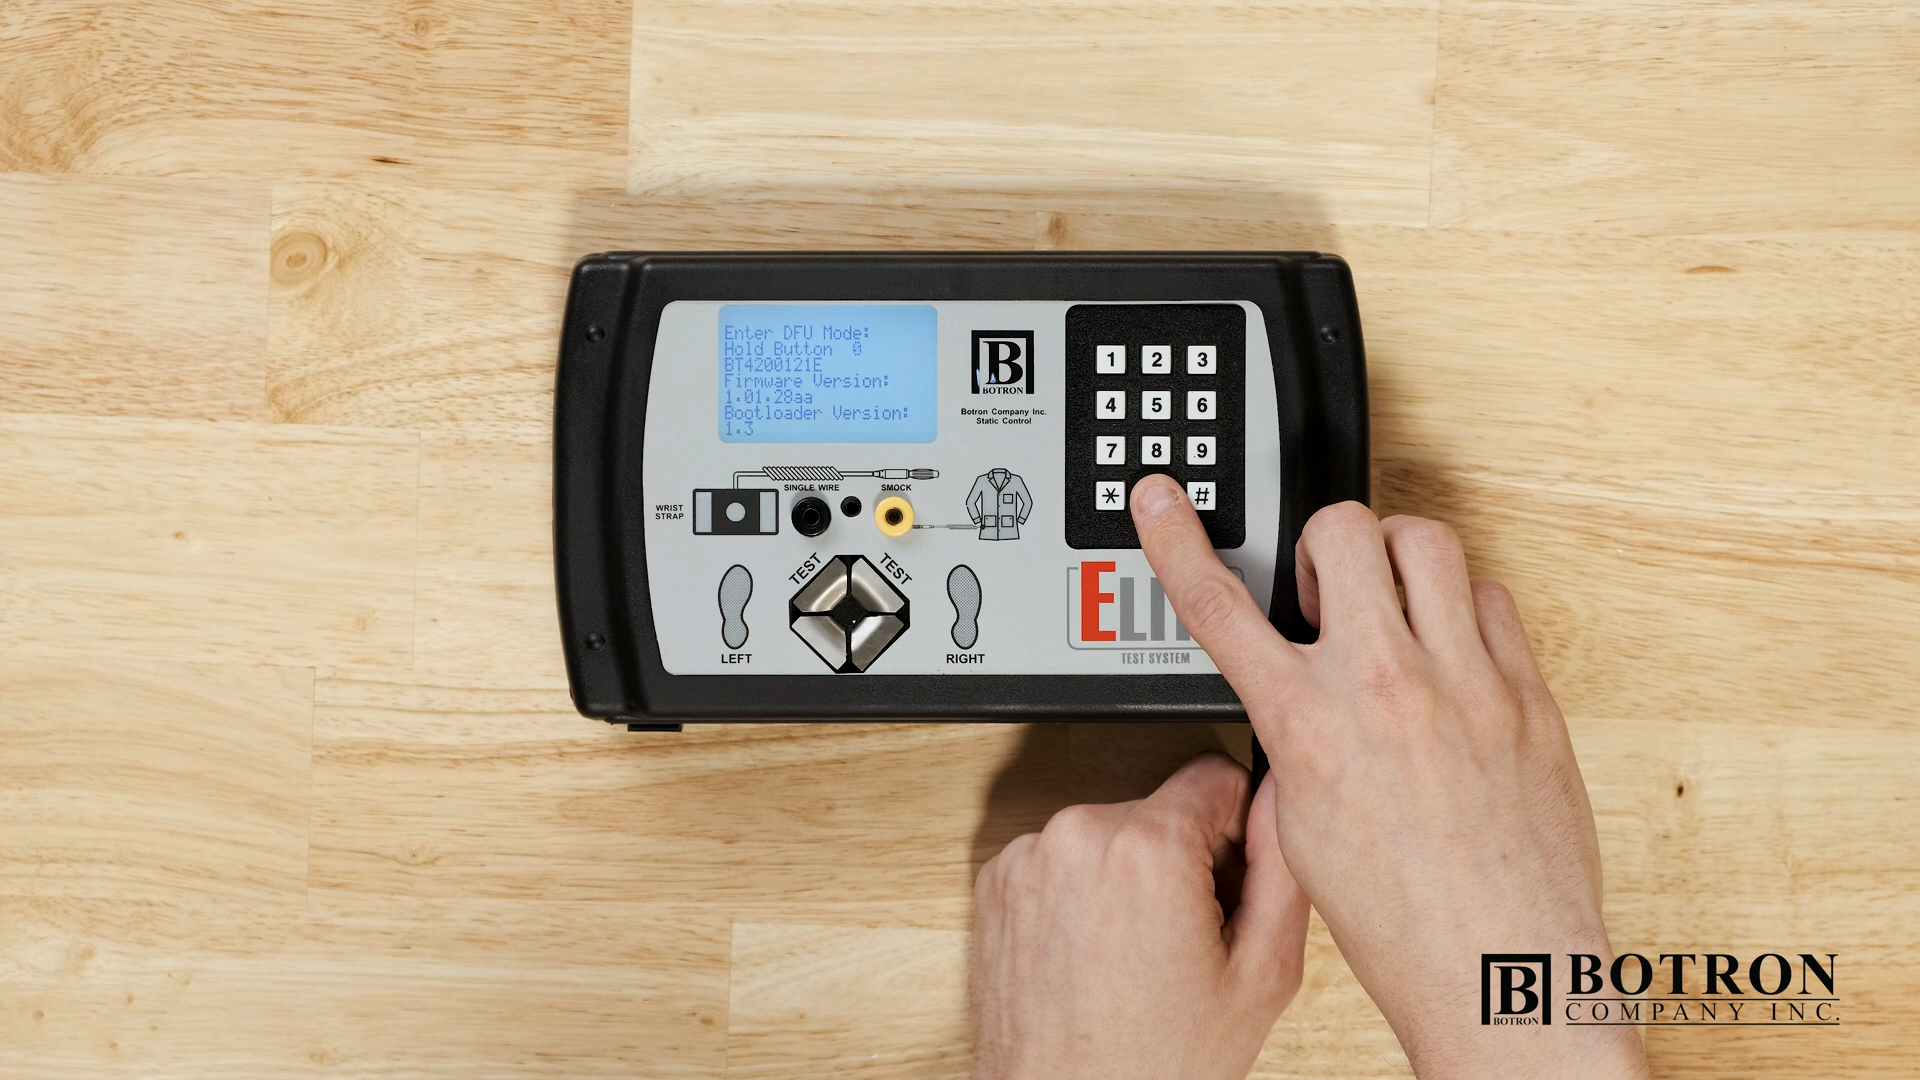 Enter DFU Mode:
Hold Button 0
BT4200121E
Firmware Version:
1.01.28aa
Bootloader Version:
1.3
B
BOTRON
Botron Company Inc.
Static Control
1 2 3
4 5 6
7 8 9
* #
SINGLE WIRE
SMOCK
WRIST
STRAP
TEST TEST
LEFT
RIGHT
TEST SYSTEM
B
BOTRON
BOTRON
COMPANY INC.